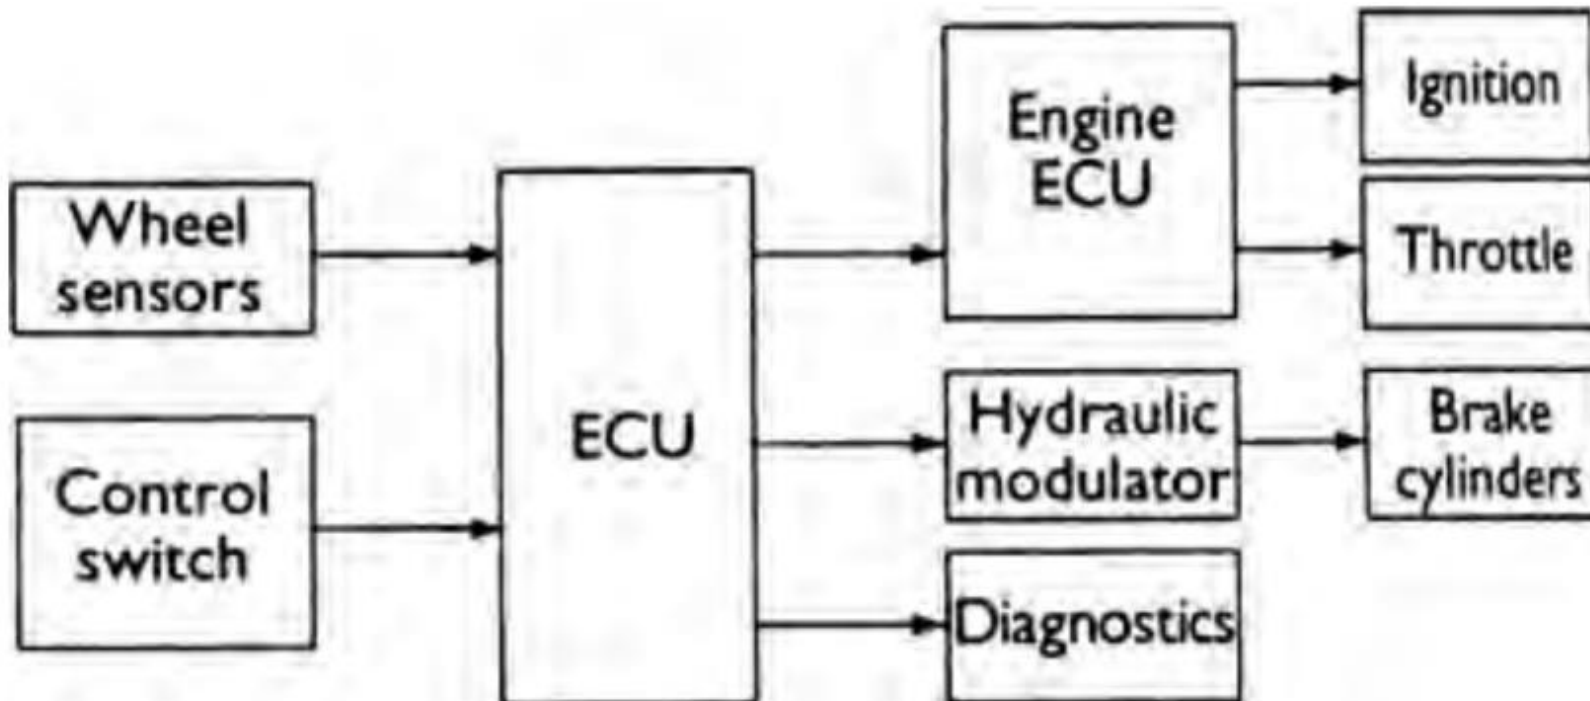 Wheel
sensors
Control
switch
ECU
Engine
ECU
Hydraulic
modulator
Diagnostics
Ignition
Throttle
Brake
cylinders